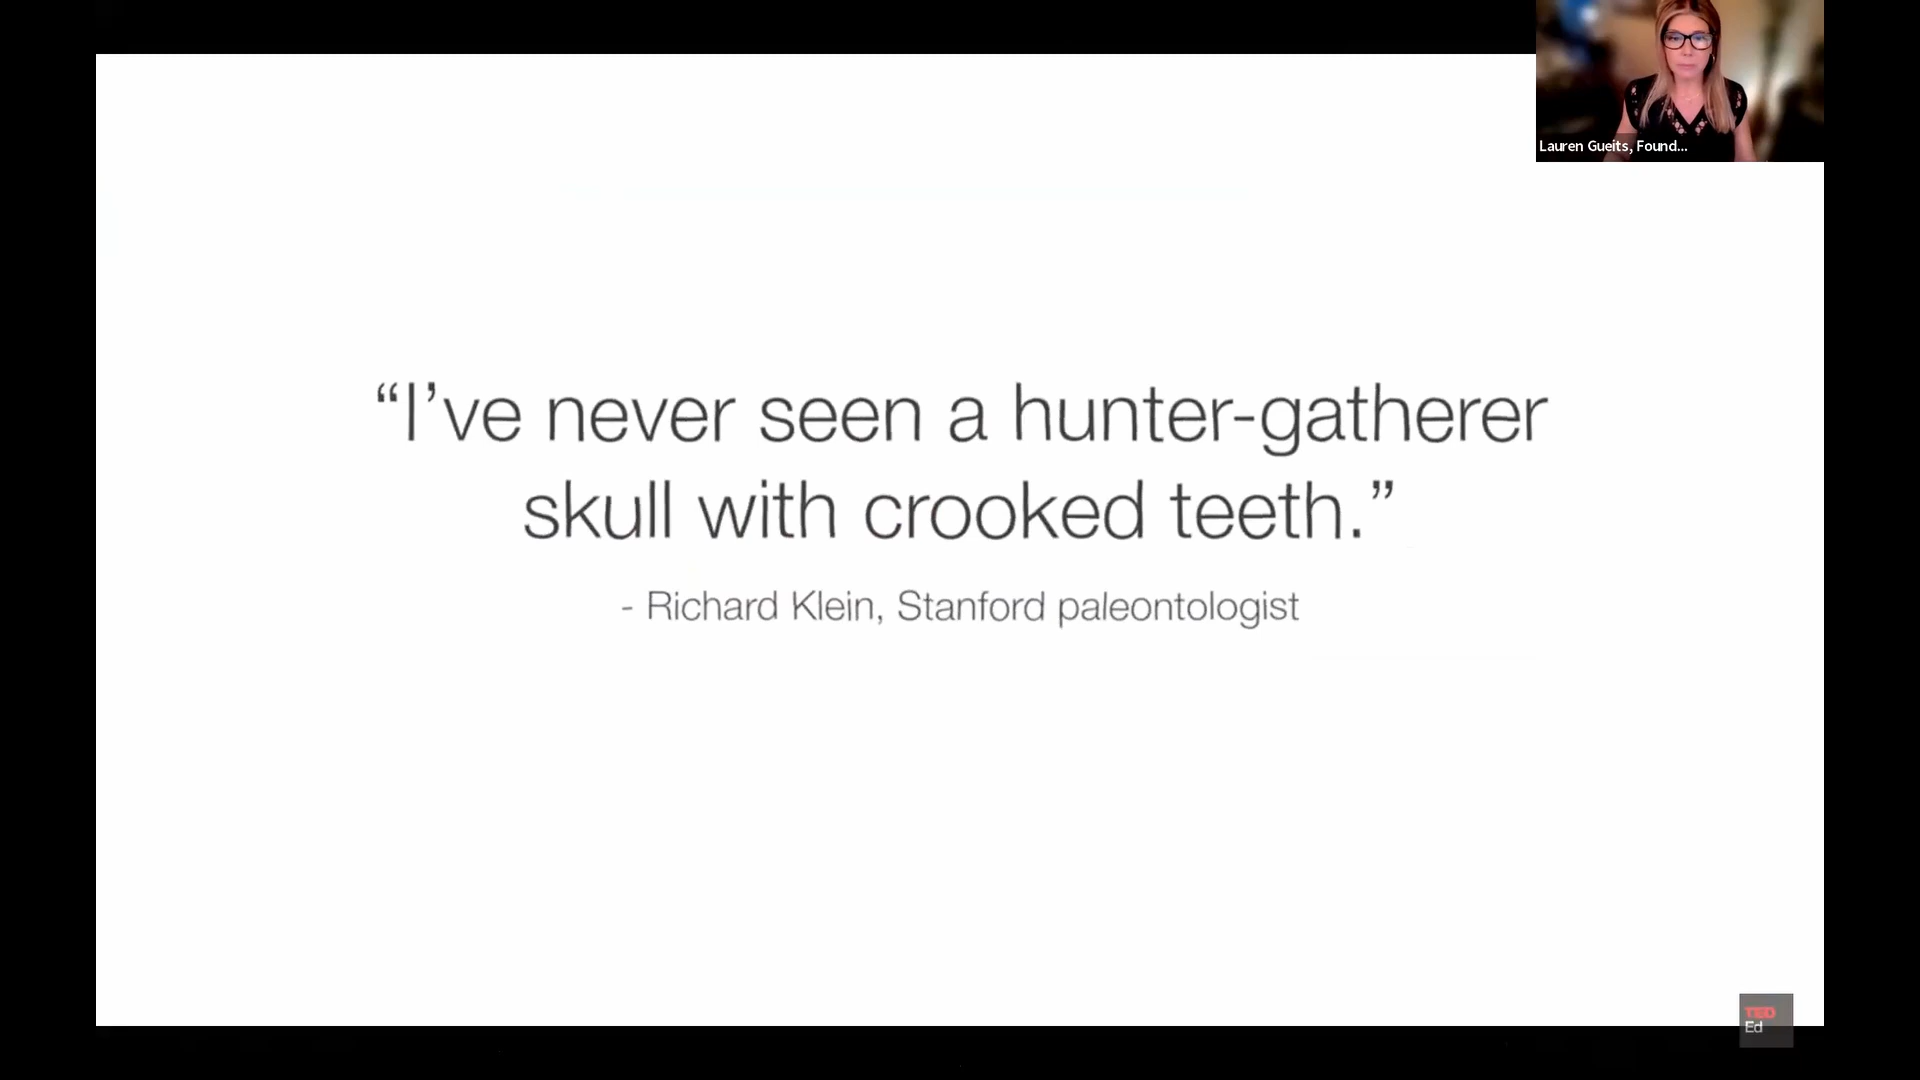 Lauren Gueits, Found...
“I’ve never seen a hunter-gatherer
skull with crooked teeth.”
- Richard Klein, Stanford paleontologist
TED
Ed